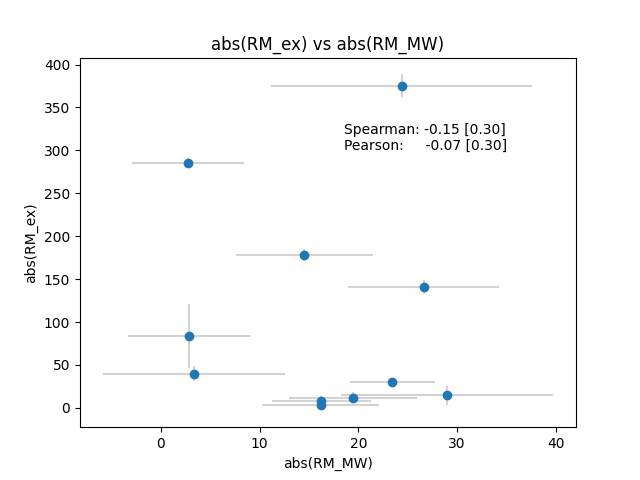 abs(RM_ex) vs abs(RM_MW)
400
350
300
250
200
150
100
50
0
abs(RM_ex)
Spearman: -0.15 [0.30]
Pearson: -0.07 [0.30]
0 10 20 30 40
abs(RM_MW)